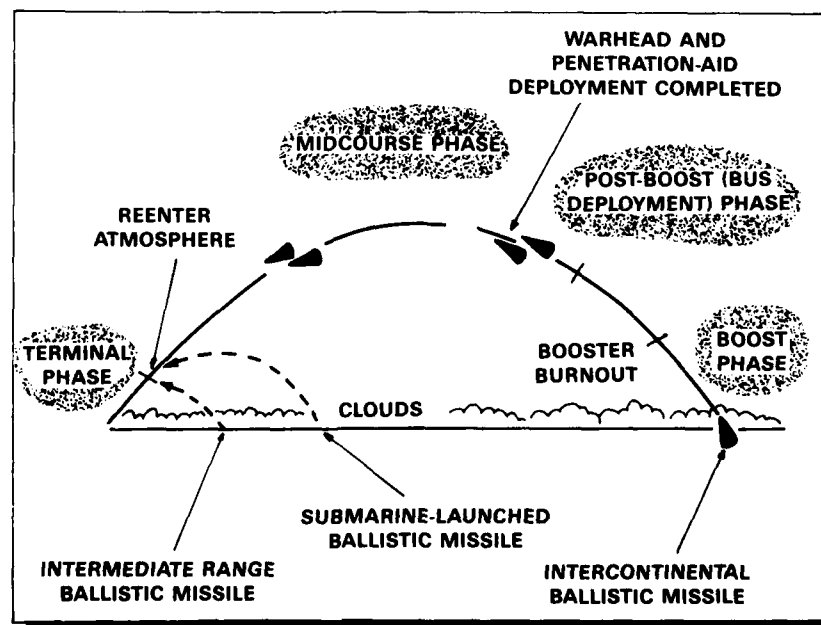 WARHEAD AND
PENETRATION-AID
DEPLOYMENT COMPLETED
MIDCOURSE PHASE
POST-BOOST (BUS
DEPLOYMENT) PHASE
REENTER
ATMOSPHERE
TERMINAL
PHASE
BOOSTER
BURNOUT
BOOST
PHASE
CLOUDS
SUBMARINE-LAUNCHED
BALLISTIC MISSILE
INTERMEDIATE RANGE
BALLISTIC MISSILE
INTERCONTINENTAL
BALLISTIC MISSILE